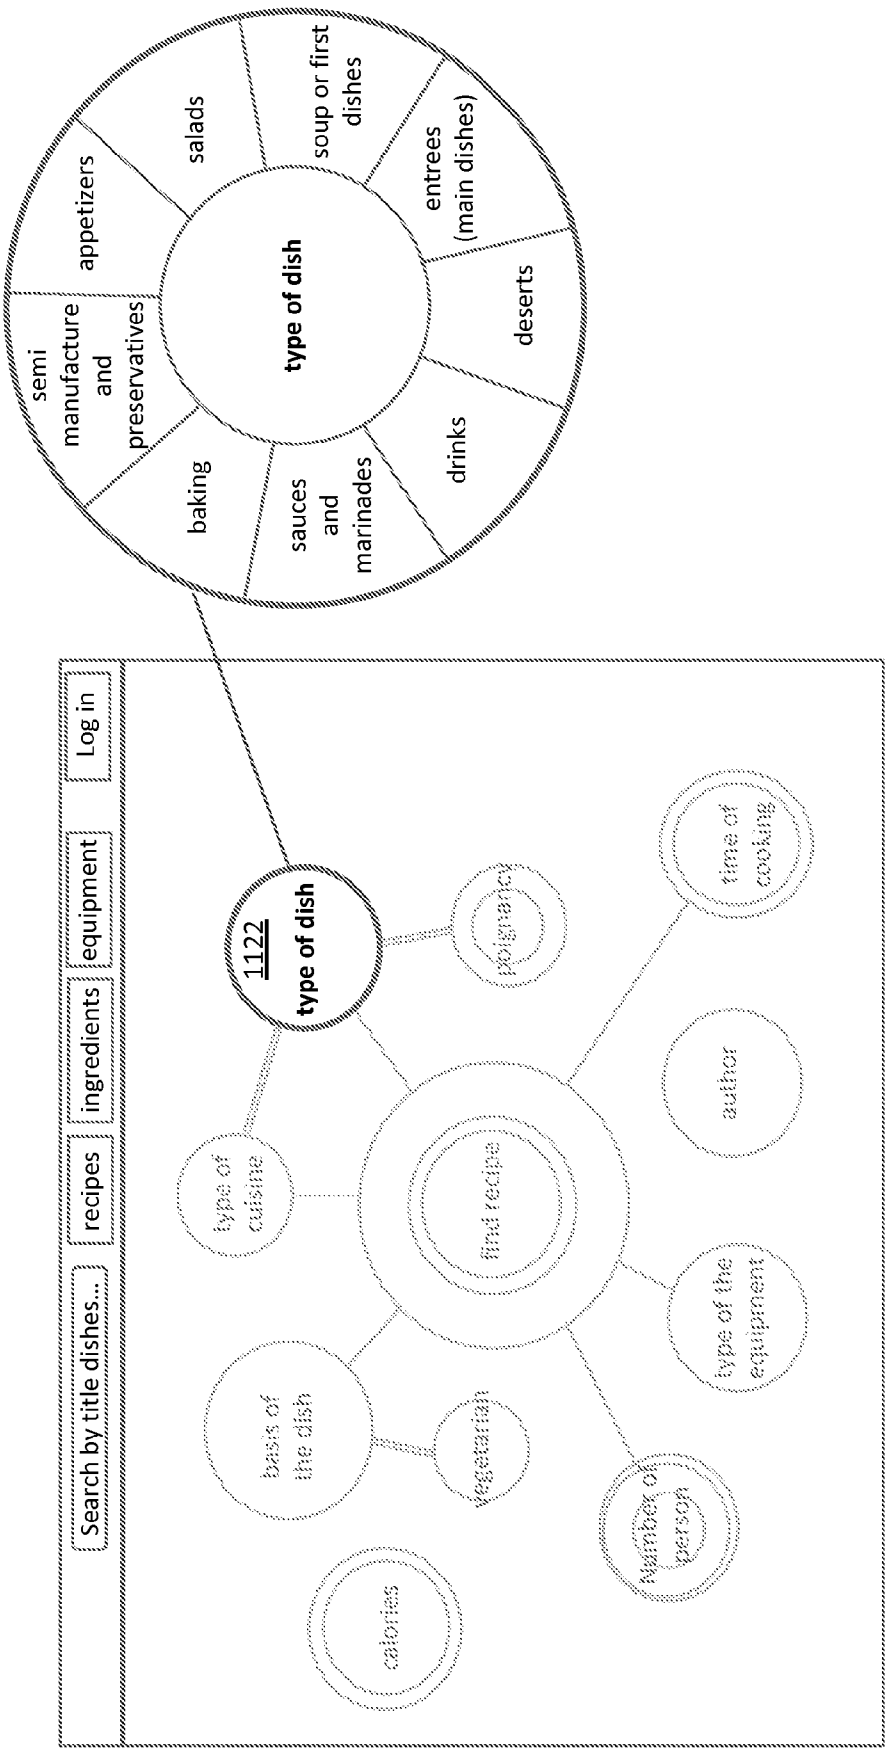 Search by title dishes...
recipes
ingredients
equipment
Log in
calories
basis of
the dish
vegetarian
Number of
person
type of
cuisine
find recipe
type of the
equipment
author
time of
cooking
poignancy
1122
type of dish
type of dish
semi
manufacture
and
preservatives
appetizers
salads
soup or first
dishes
entrees
(main dishes)
deserts
drinks
sauces
and
marinades
baking